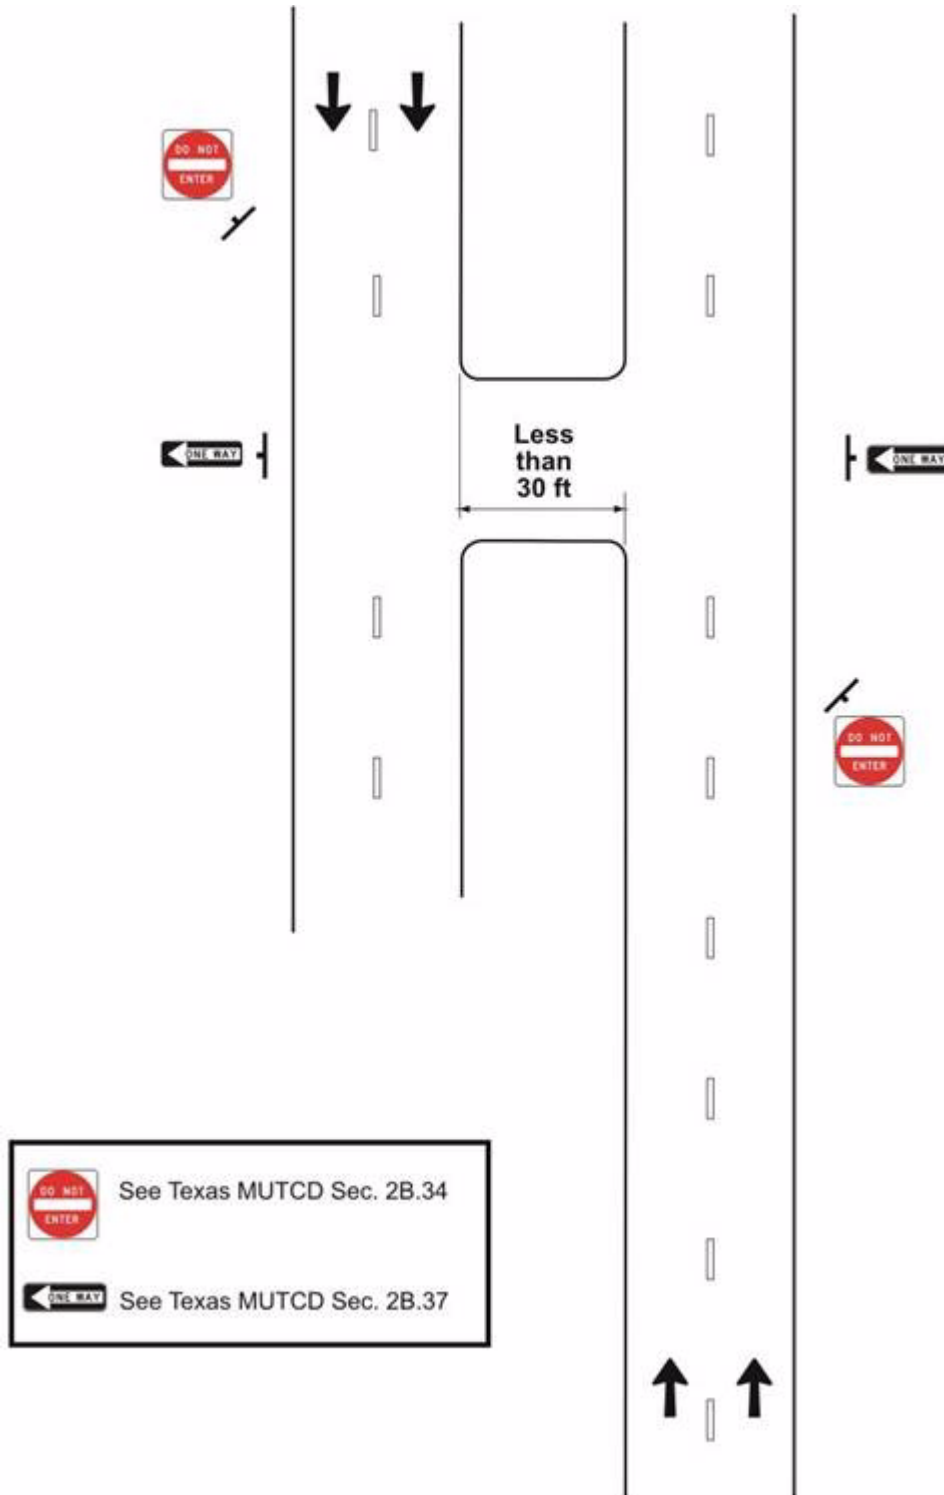 DO NOT
ENTER
ONE WAY
Less
than
30 ft
ONE WAY
DO NOT
ENTER
DO NOT
ENTER
See Texas MUTCD Sec. 2B.34
ONE WAY
See Texas MUTCD Sec. 2B.37